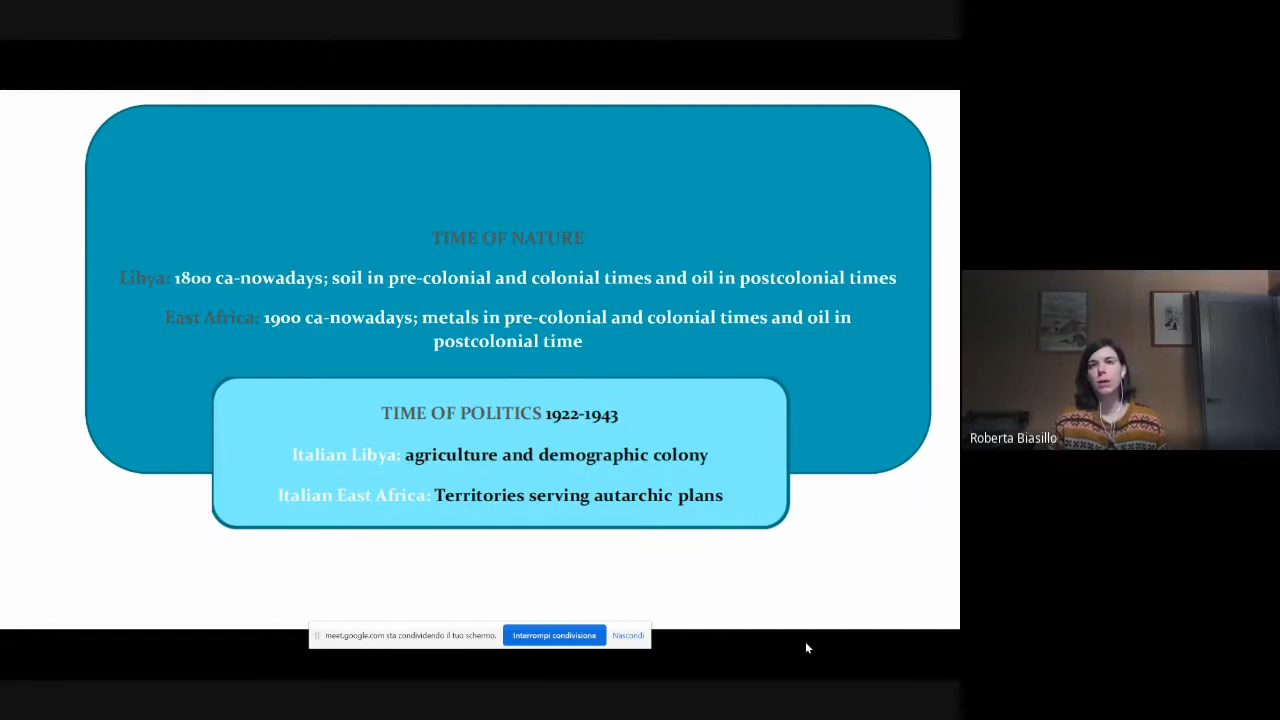 TIME OF NATURE
Libya: 1800 ca-nowadays; soil in pre-colonial and colonial times and oil in postcolonial times
East Africa: 1900 ca-nowadays; metals in pre-colonial and colonial times and oil in
postcolonial time
TIME OF POLITICS 1922-1943
Italian Libya: agriculture and demographic colony
Italian East Africa: Territories serving autarchic plans
Roberta Biasillo
meet.google.com sta condividendo il tuo schermo. Interrompi condivisione Nascondi